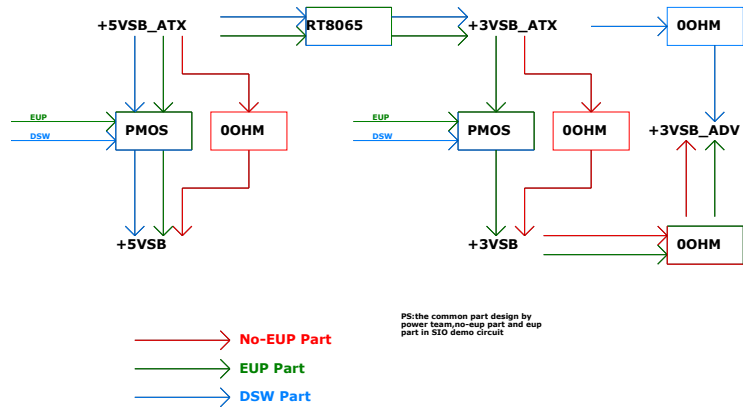 +5VSB_ATX
RT8065
+3VSB_ATX
0OHM
EUP
DSW
PMOS
0OHM
EUP
DSW
PMOS
0OHM
+3VSB_ADV
+5VSB
+3VSB
0OHM
PS:the common part design by
power team,no-eup part and eup
part in SIO demo circuit
No-EUP Part
EUP Part
DSW Part